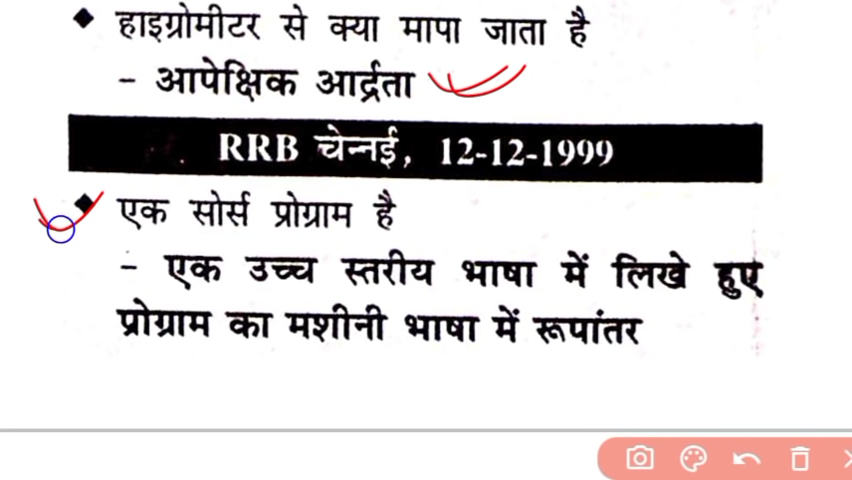 ◆ हाइग्रोमीटर से क्या मापा जाता है
– आपेक्षिक आर्द्रता
RRB चेन्नई, 12-12-1999
◆ एक सोर्स प्रोग्राम है
– एक उच्च स्तरीय भाषा में लिखे हुए
प्रोग्राम का मशीनी भाषा में रूपांतर